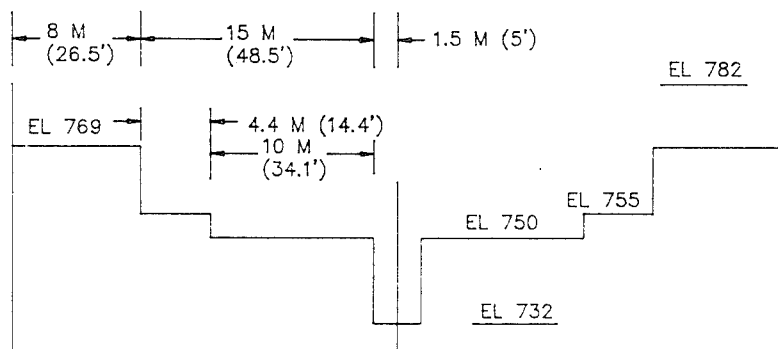 8 M
(26.5')
15 M
(48.5')
1.5 M (5')
EL 782
EL 769
4.4 M (14.4')
10 M
(34.1')
EL 755
EL 750
EL 732